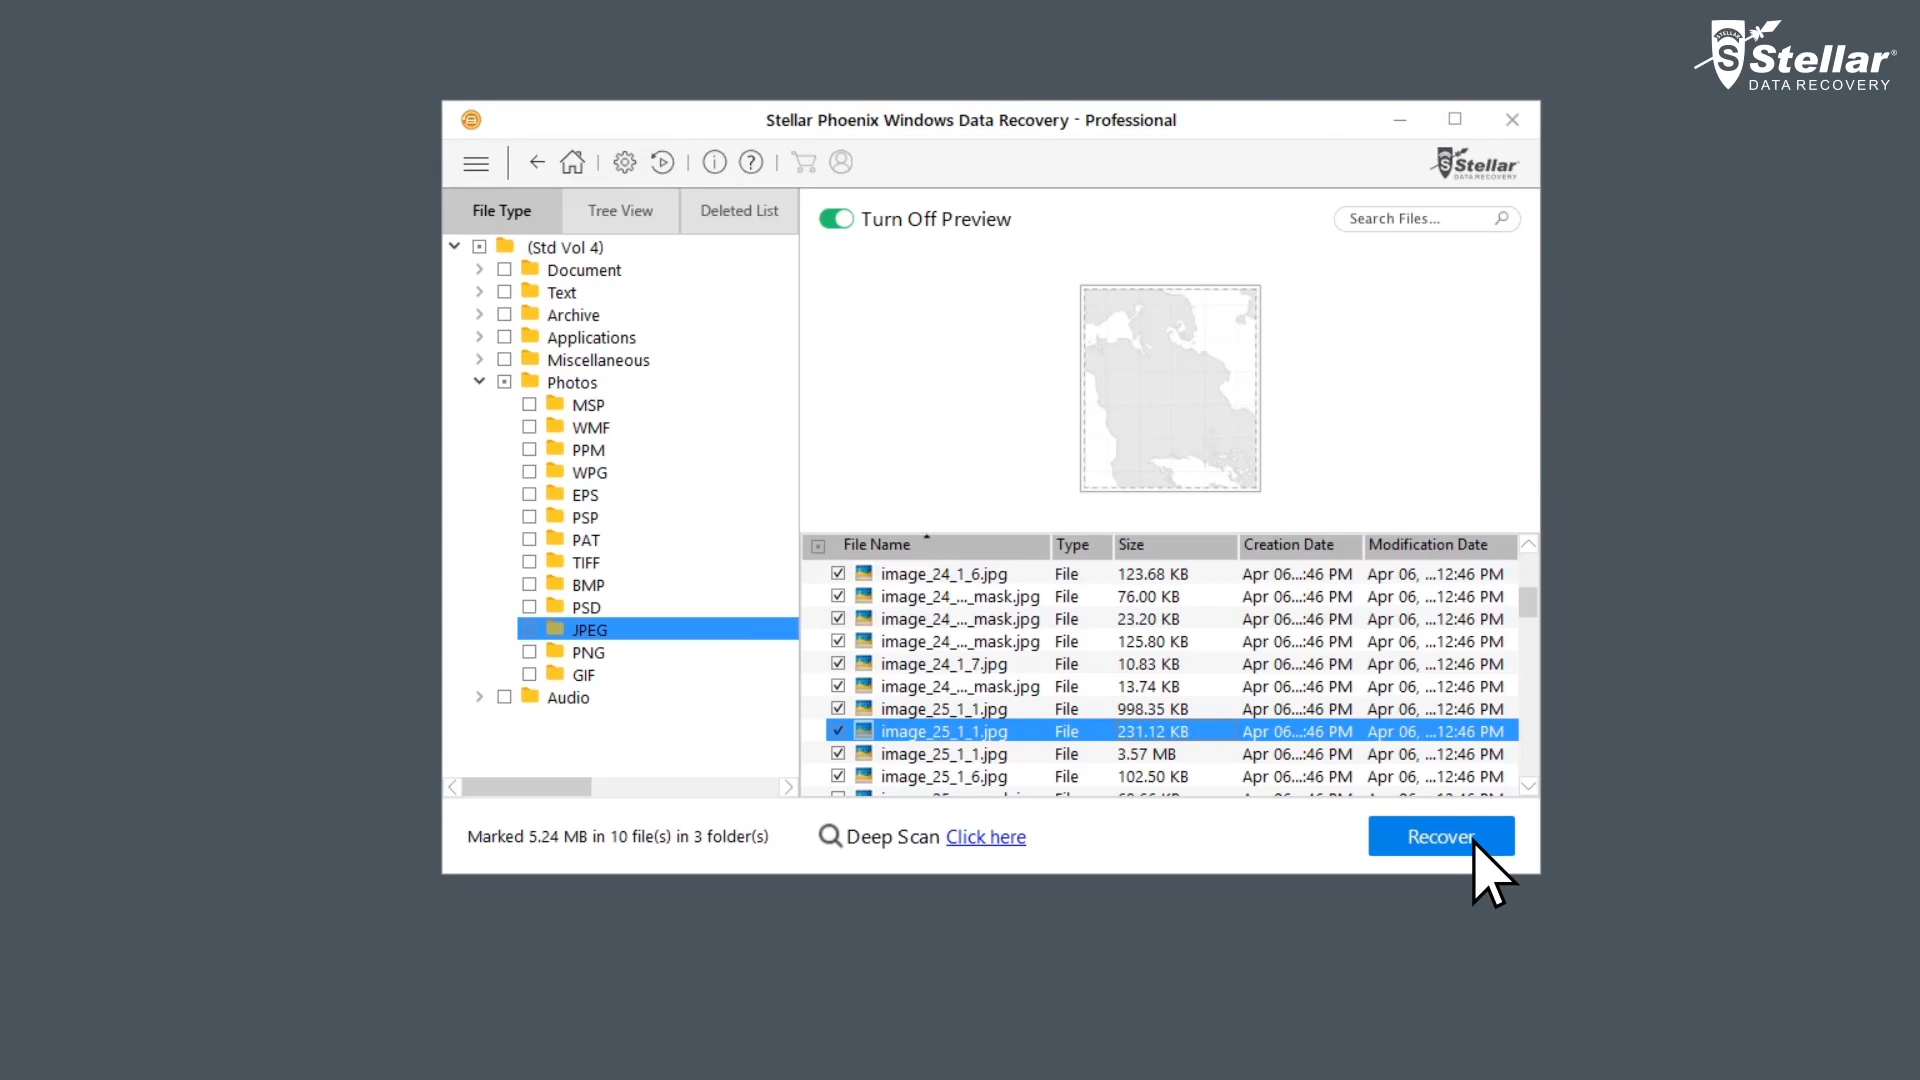 Stellar
DATA RECOVERY
Stellar Phoenix Windows Data Recovery - Professional
Stellar
DATA RECOVERY
File Type
Tree View
Deleted List
(Std Vol 4)
Document
Text
Archive
Applications
Miscellaneous
Photos
MSP
WMF
PPM
WPG
EPS
PSP
PAT
TIFF
BMP
PSD
JPEG
PNG
GIF
Audio
Turn Off Preview
Search Files...
File Name Type Size Creation Date Modification Date
image_24_1_6.jpg File 123.68 KB Apr 06...:46 PM Apr 06, ...12:46 PM
image_24_..._mask.jpg File 76.00 KB Apr 06...:46 PM Apr 06, ...12:46 PM
image_24_..._mask.jpg File 23.20 KB Apr 06...:46 PM Apr 06, ...12:46 PM
image_24_..._mask.jpg File 125.80 KB Apr 06...:46 PM Apr 06, ...12:46 PM
image_24_1_7.jpg File 10.83 KB Apr 06...:46 PM Apr 06, ...12:46 PM
image_24_..._mask.jpg File 13.74 KB Apr 06...:46 PM Apr 06, ...12:46 PM
image_25_1_1.jpg File 998.35 KB Apr 06...:46 PM Apr 06, ...12:46 PM
image_25_1_1.jpg File 231.12 KB Apr 06...:46 PM Apr 06, ...12:46 PM
image_25_1_1.jpg File 3.57 MB Apr 06...:46 PM Apr 06, ...12:46 PM
image_25_1_6.jpg File 102.50 KB Apr 06...:46 PM Apr 06, ...12:46 PM
Marked 5.24 MB in 10 file(s) in 3 folder(s)
Deep Scan Click here
Recover